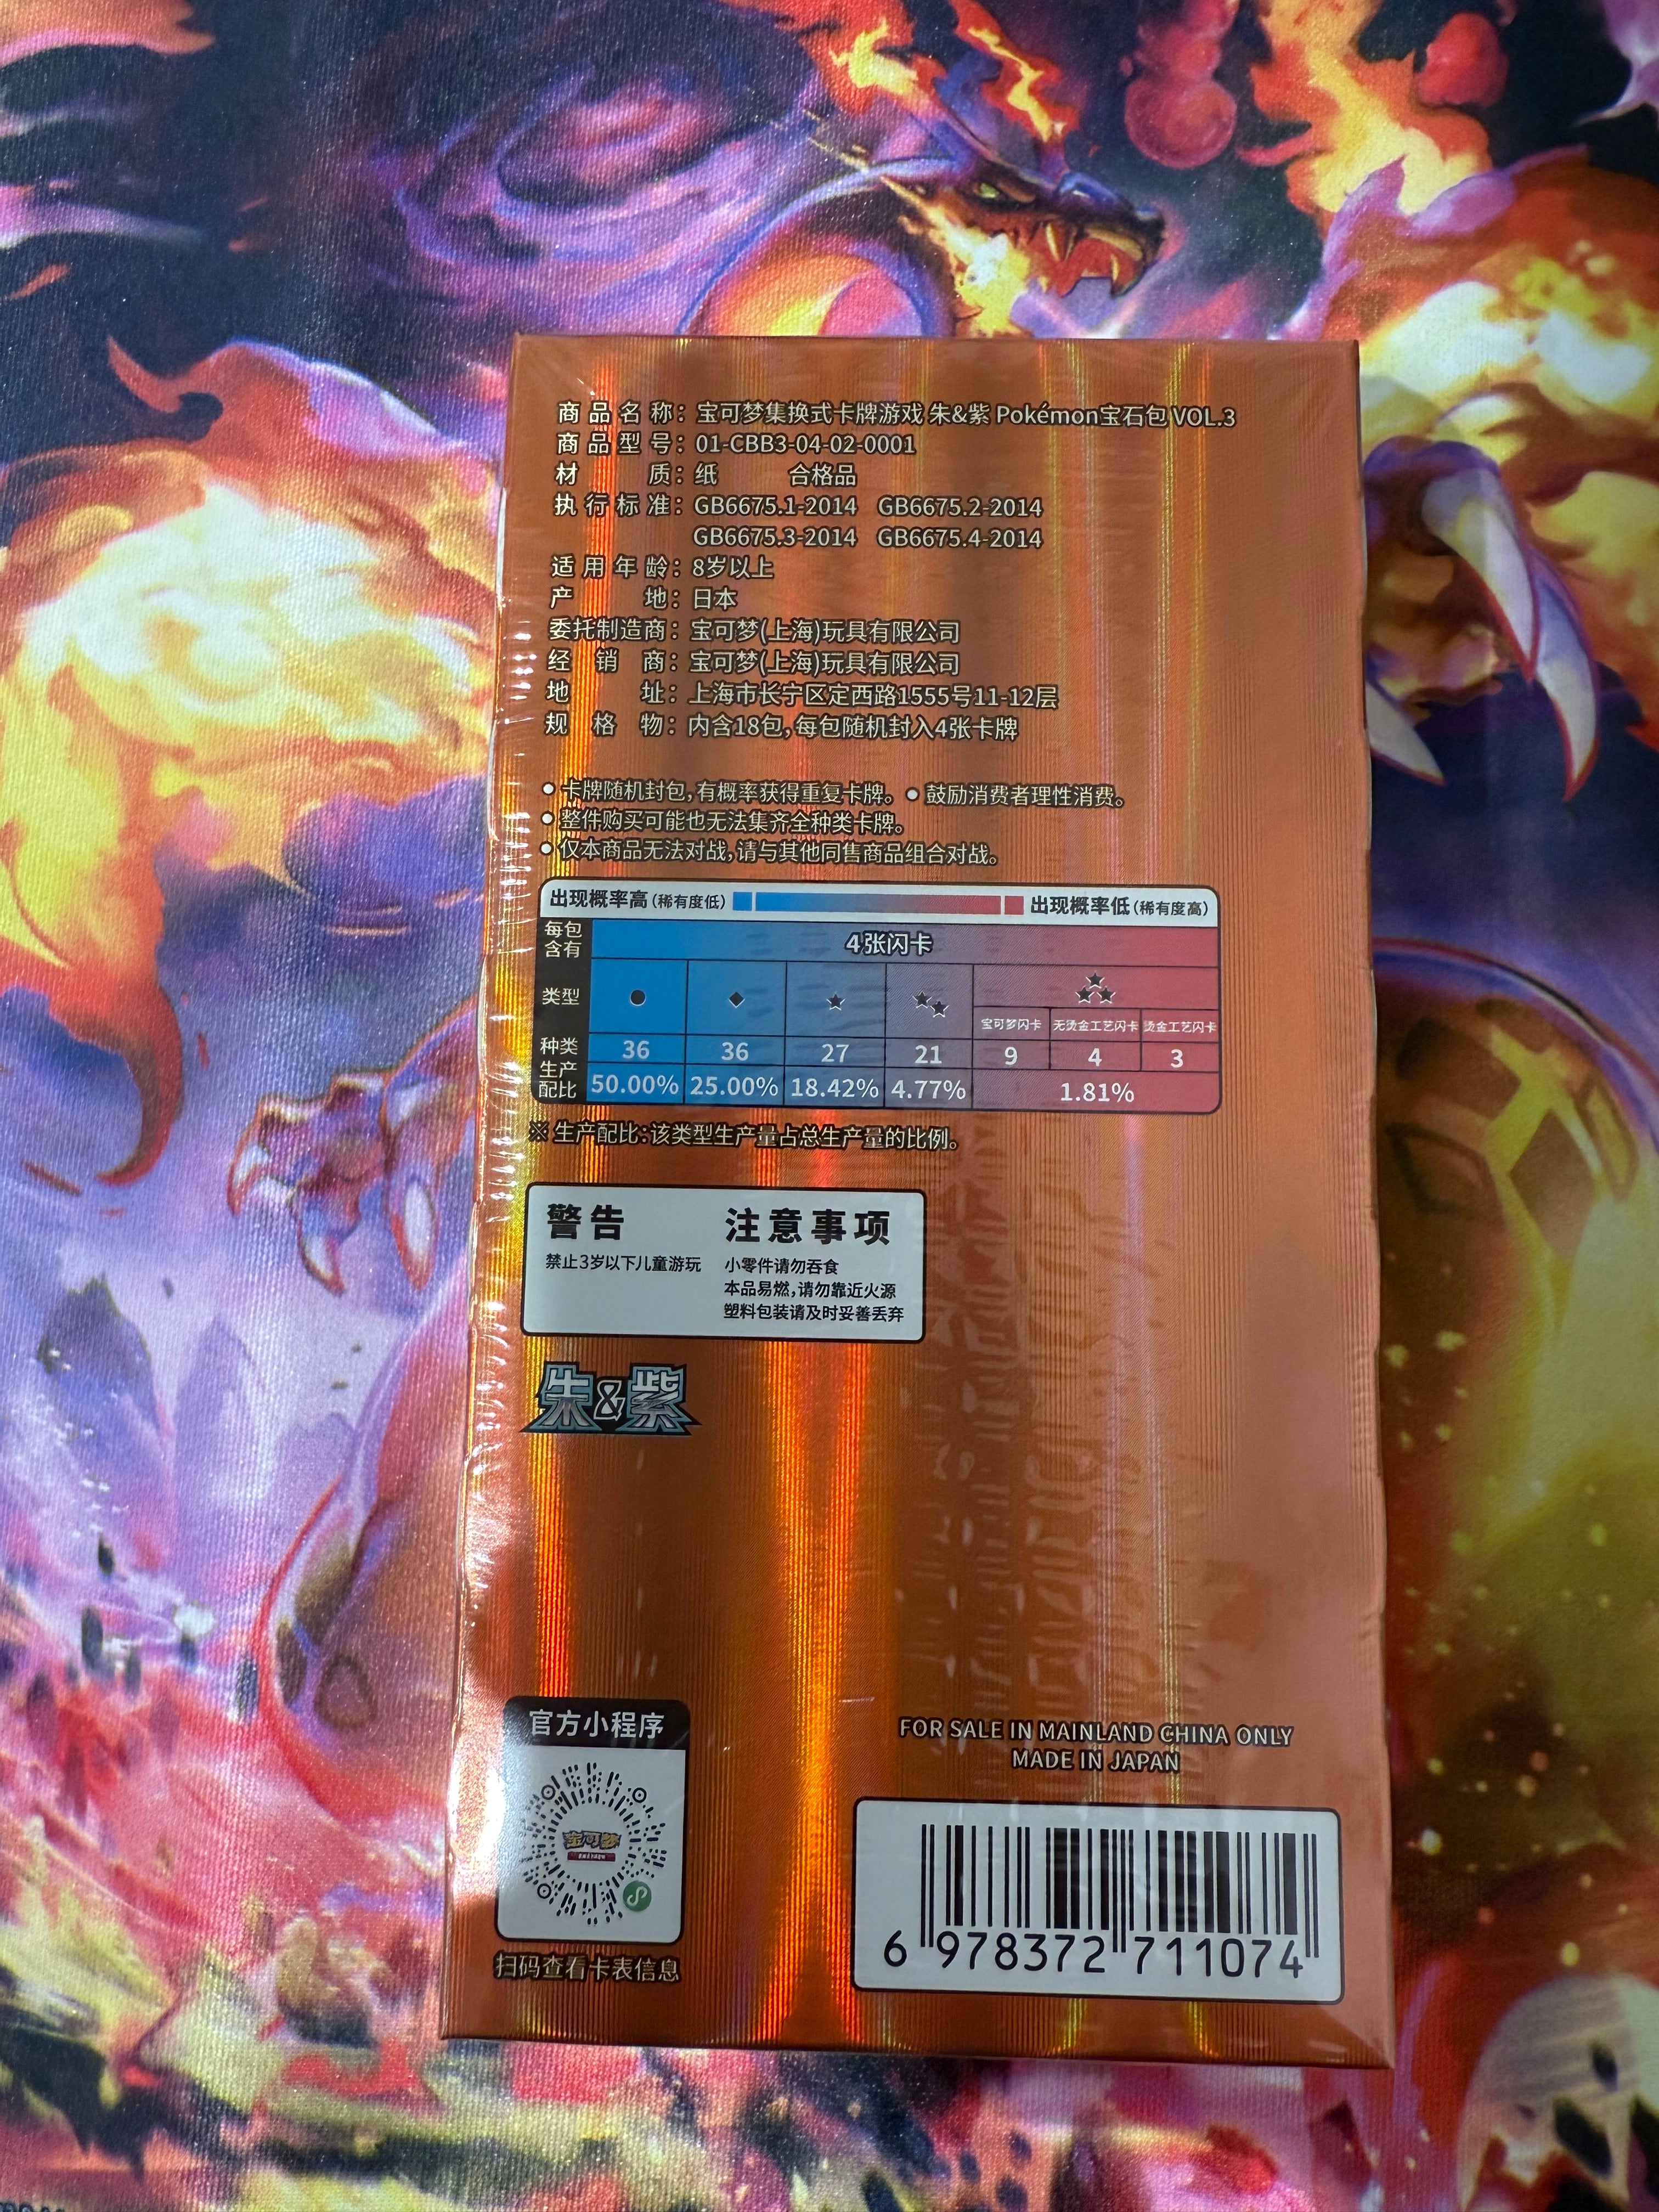 商品名称：宝可梦集换式卡牌游戏 朱&紫 Pokémon宝石包 VOL.3
商品型号：01-CBB3-04-02-0001
材质：纸 合格品
执行标准：GB6675.1-2014 GB6675.2-2014
GB6675.3-2014 GB6675.4-2014
适用年龄：8岁以上
产地：日本
委托制造商：宝可梦(上海)玩具有限公司
经销商：宝可梦(上海)玩具有限公司
地址：上海市长宁区定西路1555号11-12层
规格物：内含18包，每包随机封入4张卡牌
● 卡牌随机封包，有概率获得重复卡牌。 ● 鼓励消费者理性消费。
● 整件购买可能也无法集齐全种类卡牌。
● 仅本商品无法对战，请与其他同售商品组合对战。
出现概率高（稀有度低） 出现概率低（稀有度高）
每包含有 4张闪卡
类型 ● ◆ ★ ★★ ★★★
宝可梦闪卡 无烫金工艺闪卡 烫金工艺闪卡
种类 36 36 27 21 9 4 3
生产配比 50.00% 25.00% 18.42% 4.77% 1.81%
※ 生产配比：该类型生产量占总生产量的比例。
警告 注意事项
禁止3岁以下儿童游玩 小零件请勿吞食
本品易燃，请勿靠近火源
塑料包装请及时妥善丢弃
朱&紫
官方小程序
宝可梦
扫码查看卡表信息
FOR SALE IN MAINLAND CHINA ONLY
MADE IN JAPAN
6 978372 711074